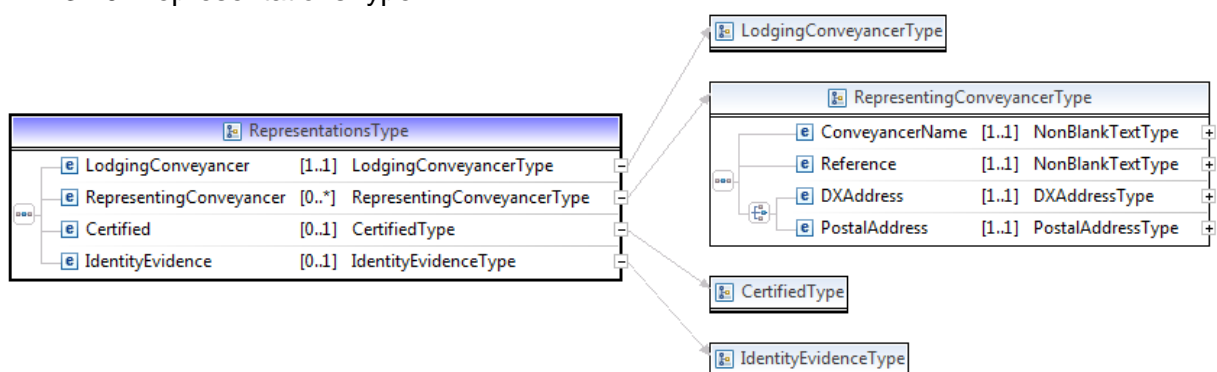 LodgingConveyancerType
RepresentingConveyancerType
ConveyancerName [1..1] NonBlankTextType
Reference [1..1] NonBlankTextType
DXAddress [1..1] DXAddressType
PostalAddress [1..1] PostalAddressType
RepresentationsType
LodgingConveyancer [1..1] LodgingConveyancerType
RepresentingConveyancer [0..*] RepresentingConveyancerType
Certified [0..1] CertifiedType
IdentityEvidence [0..1] IdentityEvidenceType
CertifiedType
IdentityEvidenceType